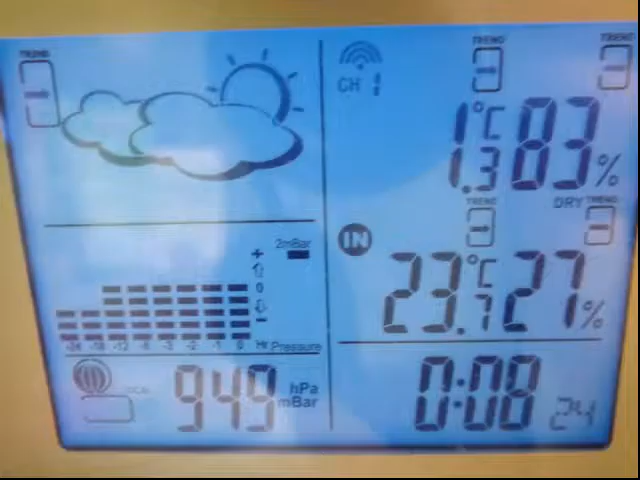 TREND
CH 1
TREND
TREND
1.3 °C 83 %
IN
TREND
DRY TREND
23.7 °C 27 %
2mBar
+
0
-
-24 -18 -12 -6 -3 -2 -1 0 Hr Pressure
949 hPa mBar
0:08 24